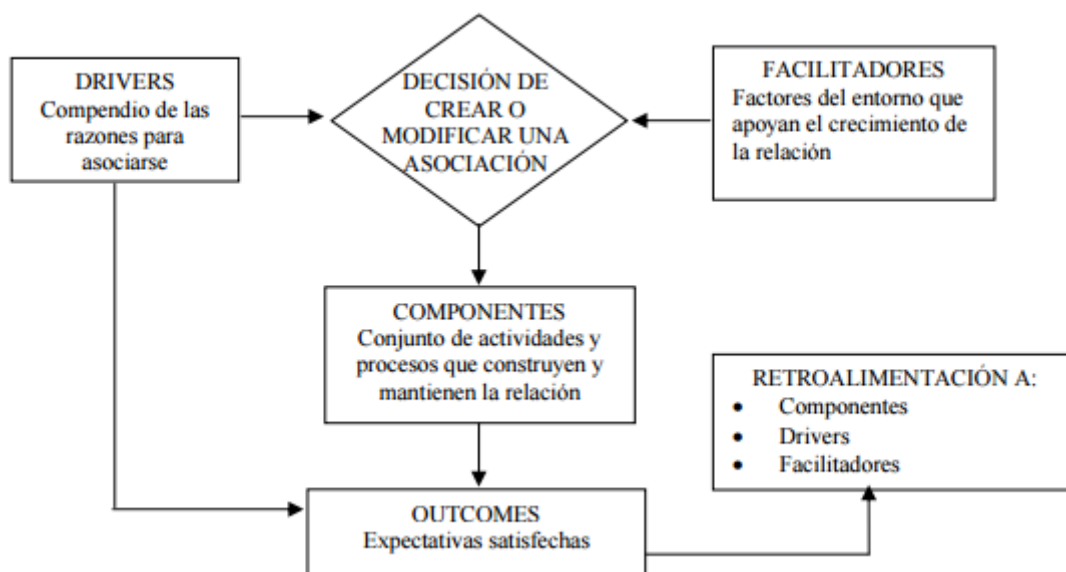 DRIVERS
Compendio de las
razones para
asociarse
DECISIÓN DE
CREAR O
MODIFICAR UNA
ASOCIACIÓN
FACILITADORES
Factores del entorno que
apoyan el crecimiento de
la relación
COMPONENTES
Conjunto de actividades y
procesos que construyen y
mantienen la relación
RETROALIMENTACIÓN A:
• Componentes
• Drivers
• Facilitadores
OUTCOMES
Expectativas satisfechas